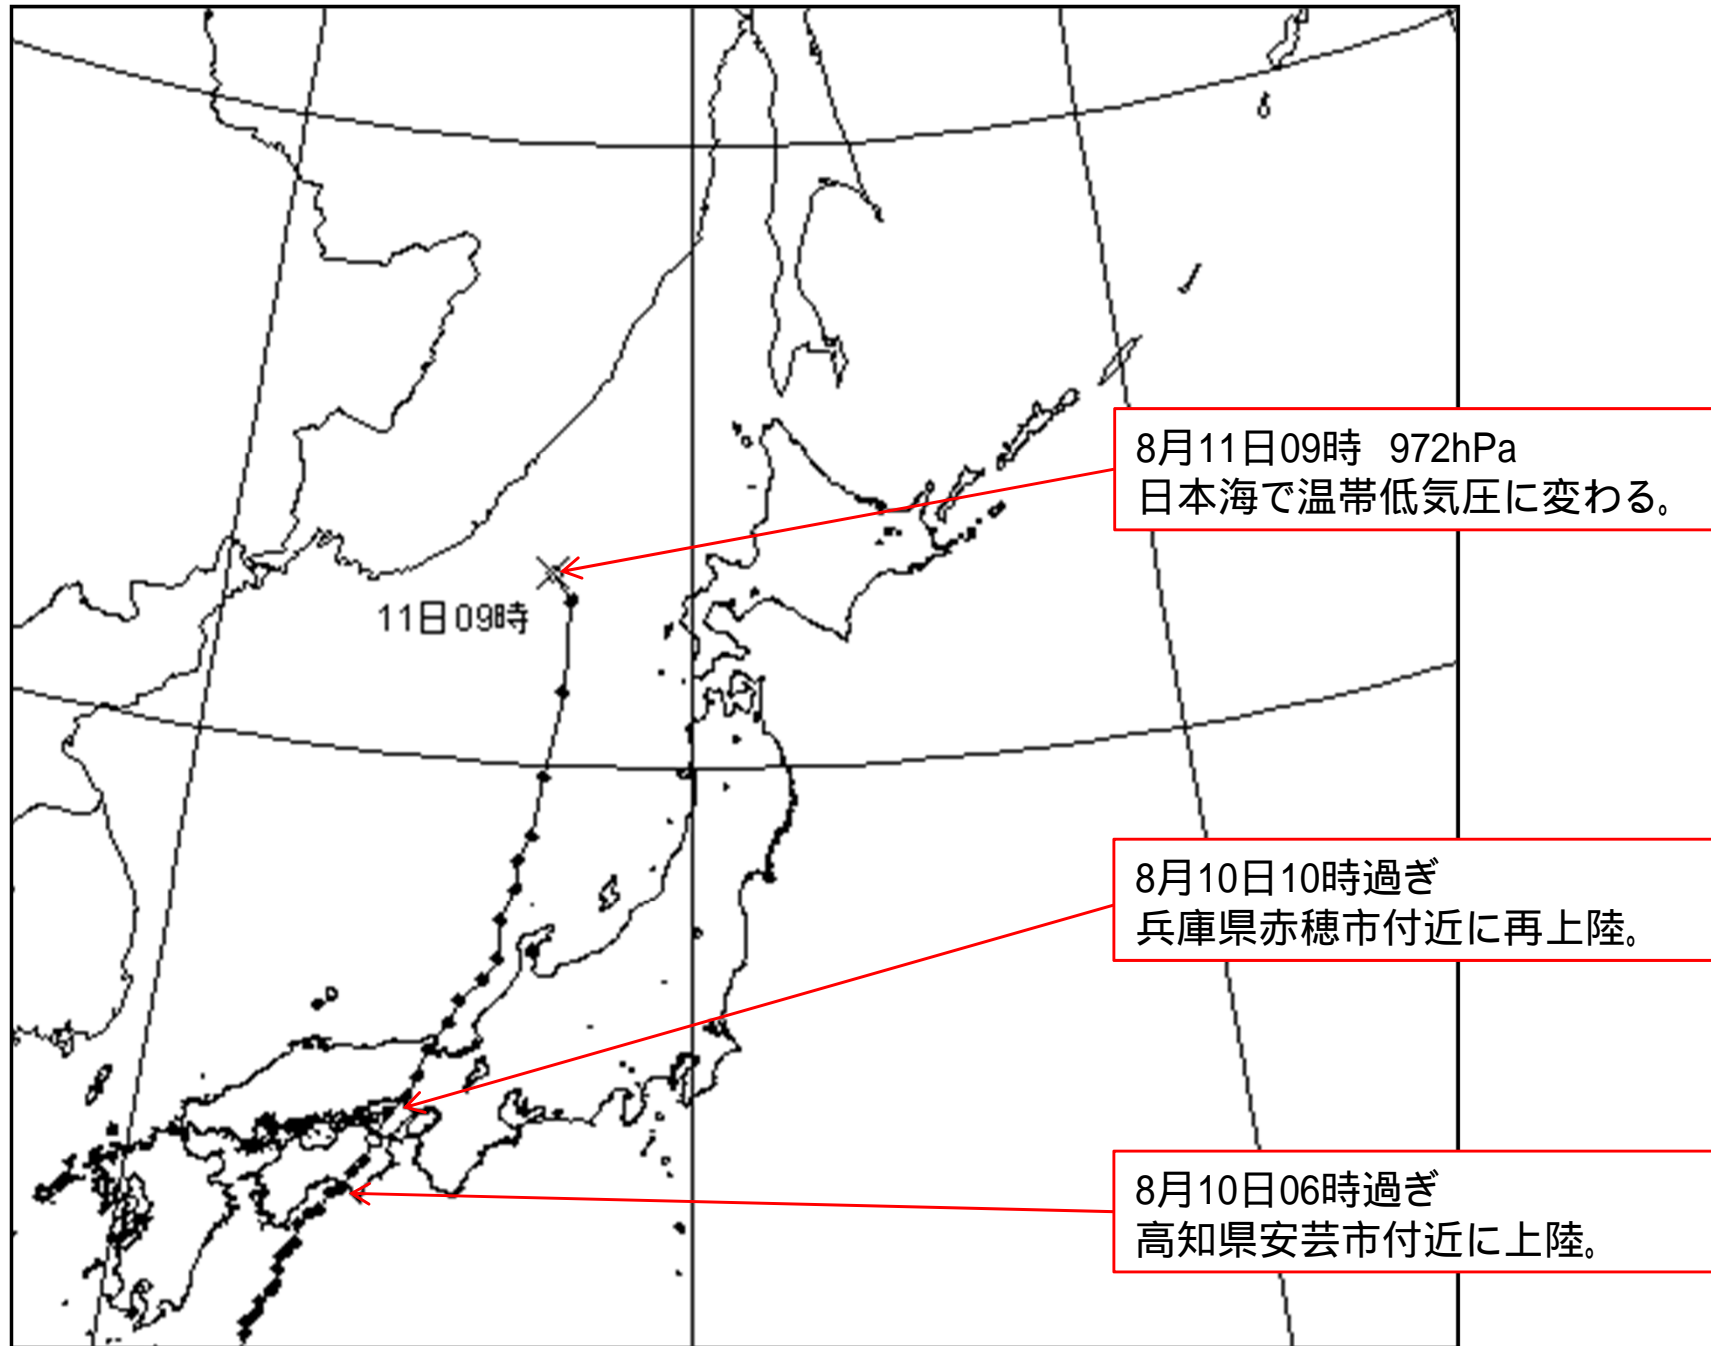 8月11日09時 972hPa
日本海で温帯低気圧に変わる。
11日09時
8月10日10時過ぎ
兵庫県赤穂市付近に再上陸。
8月10日06時過ぎ
高知県安芸市付近に上陸。